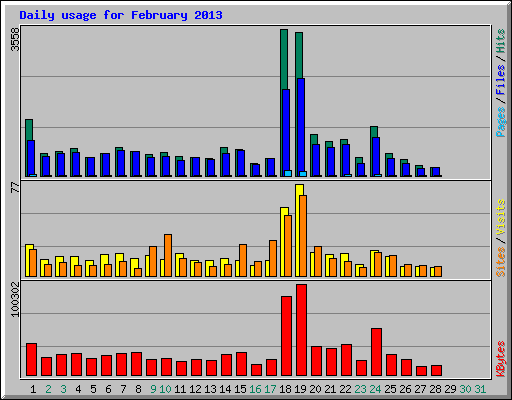 Daily usage for February 2013
3558
Pages / Files / Hits
77
Sites / Visits
100302
KBytes
1 2 3 4 5 6 7 8 9 10 11 12 13 14 15 16 17 18 19 20 21 22 23 24 25 26 27 28 29 30 31